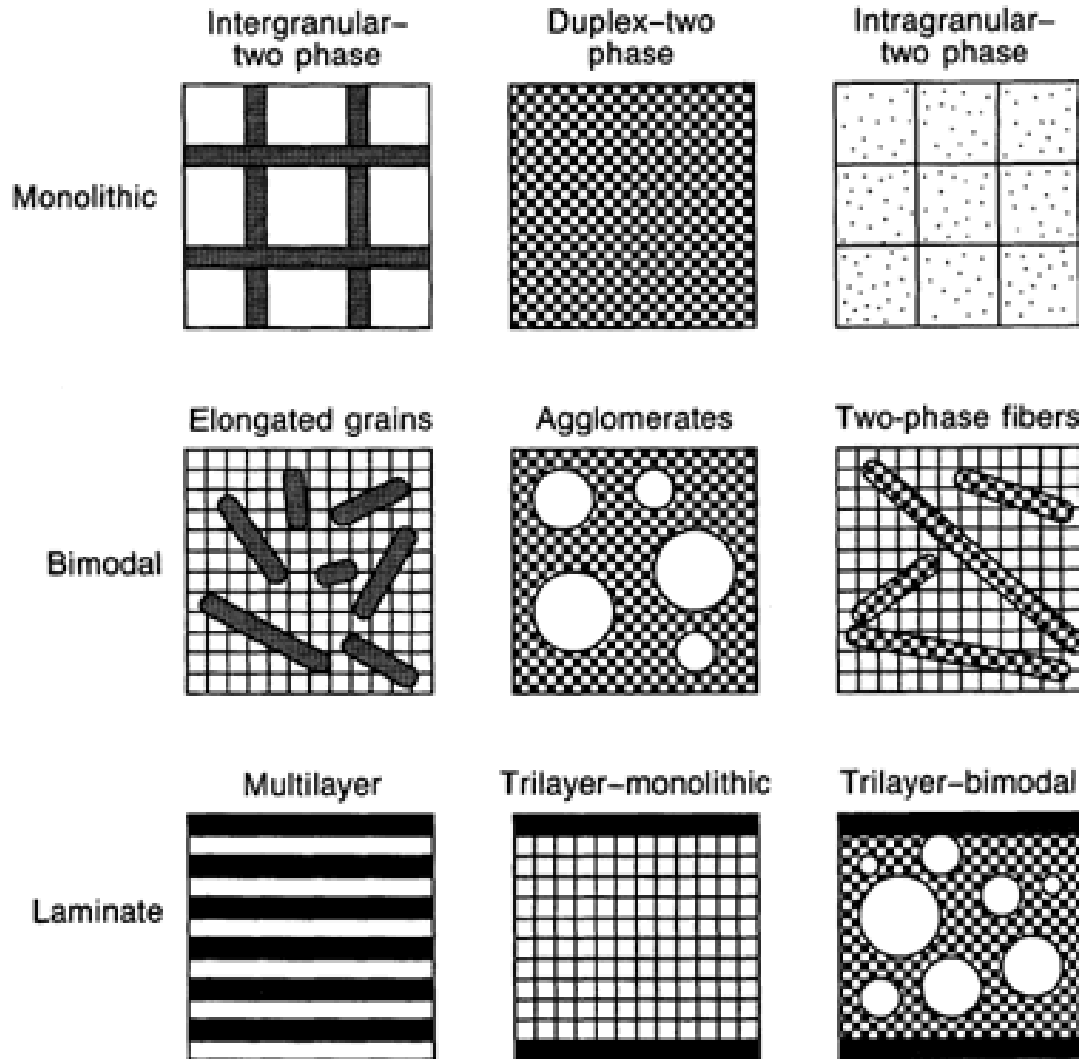 Intergranular–
two phase
Duplex–two
phase
Intragranular–
two phase
Monolithic
Elongated grains
Agglomerates
Two-phase fibers
Bimodal
Multilayer
Trilayer–monolithic
Trilayer–bimodal
Laminate